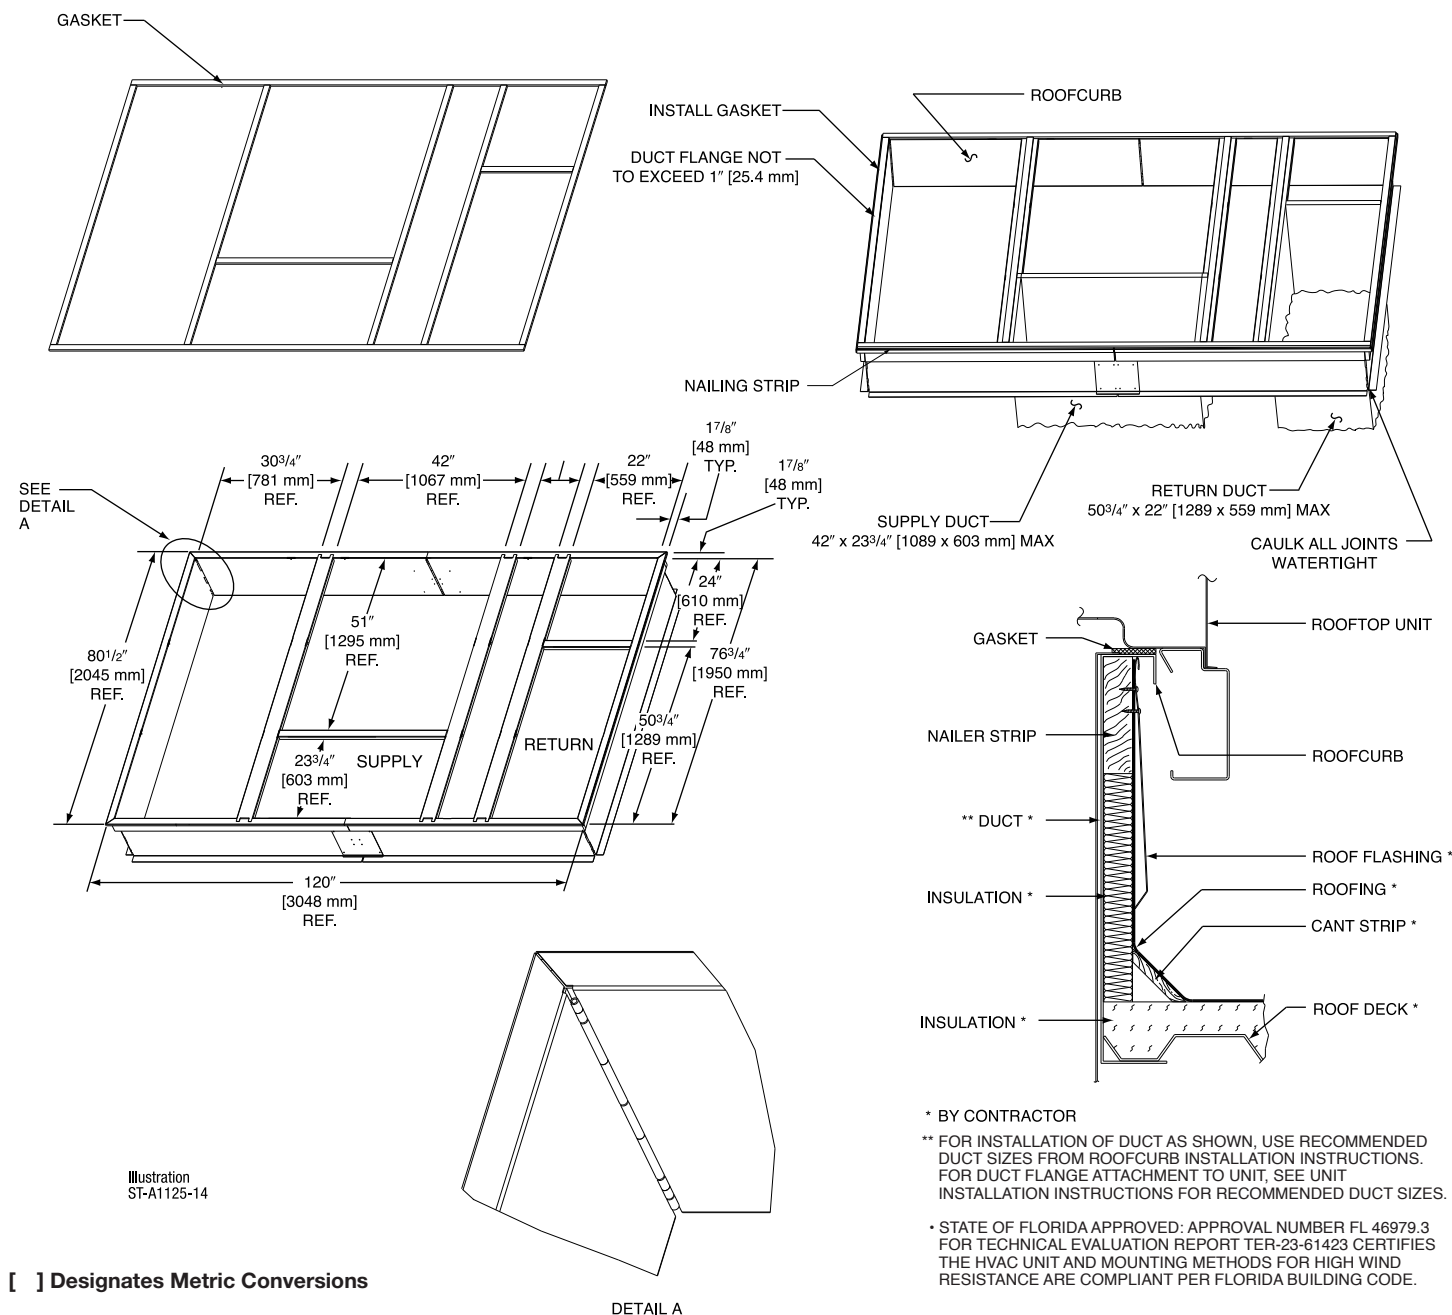 GASKET
INSTALL GASKET
DUCT FLANGE NOT
TO EXCEED 1″ [25.4 mm]
ROOFCURB
NAILING STRIP
SUPPLY DUCT
42″ x 233/4″ [1089 x 603 mm] MAX
RETURN DUCT
503/4″ x 22″ [1289 x 559 mm] MAX
CAULK ALL JOINTS
WATERTIGHT
SEE
DETAIL
A
303/4″
[781 mm]
REF.
42″
[1067 mm]
REF.
22″
[559 mm]
REF.
17/8″
[48 mm]
TYP.
17/8″
[48 mm]
TYP.
801/2″
[2045 mm]
REF.
51″
[1295 mm]
REF.
24″
[610 mm]
REF.
763/4″
[1950 mm]
REF.
503/4″
[1289 mm]
REF.
233/4″
[603 mm]
REF.
SUPPLY
RETURN
120″
[3048 mm]
REF.
GASKET
NAILER STRIP
** DUCT *
INSULATION *
INSULATION *
ROOFTOP UNIT
ROOFCURB
ROOF FLASHING *
ROOFING *
CANT STRIP *
ROOF DECK *
* BY CONTRACTOR
** FOR INSTALLATION OF DUCT AS SHOWN, USE RECOMMENDED
DUCT SIZES FROM ROOFCURB INSTALLATION INSTRUCTIONS.
FOR DUCT FLANGE ATTACHMENT TO UNIT, SEE UNIT
INSTALLATION INSTRUCTIONS FOR RECOMMENDED DUCT SIZES.
• STATE OF FLORIDA APPROVED: APPROVAL NUMBER FL 46979.3
FOR TECHNICAL EVALUATION REPORT TER-23-61423 CERTIFIES
THE HVAC UNIT AND MOUNTING METHODS FOR HIGH WIND
RESISTANCE ARE COMPLIANT PER FLORIDA BUILDING CODE.
Illustration
ST-A1125-14
[ ] Designates Metric Conversions
DETAIL A